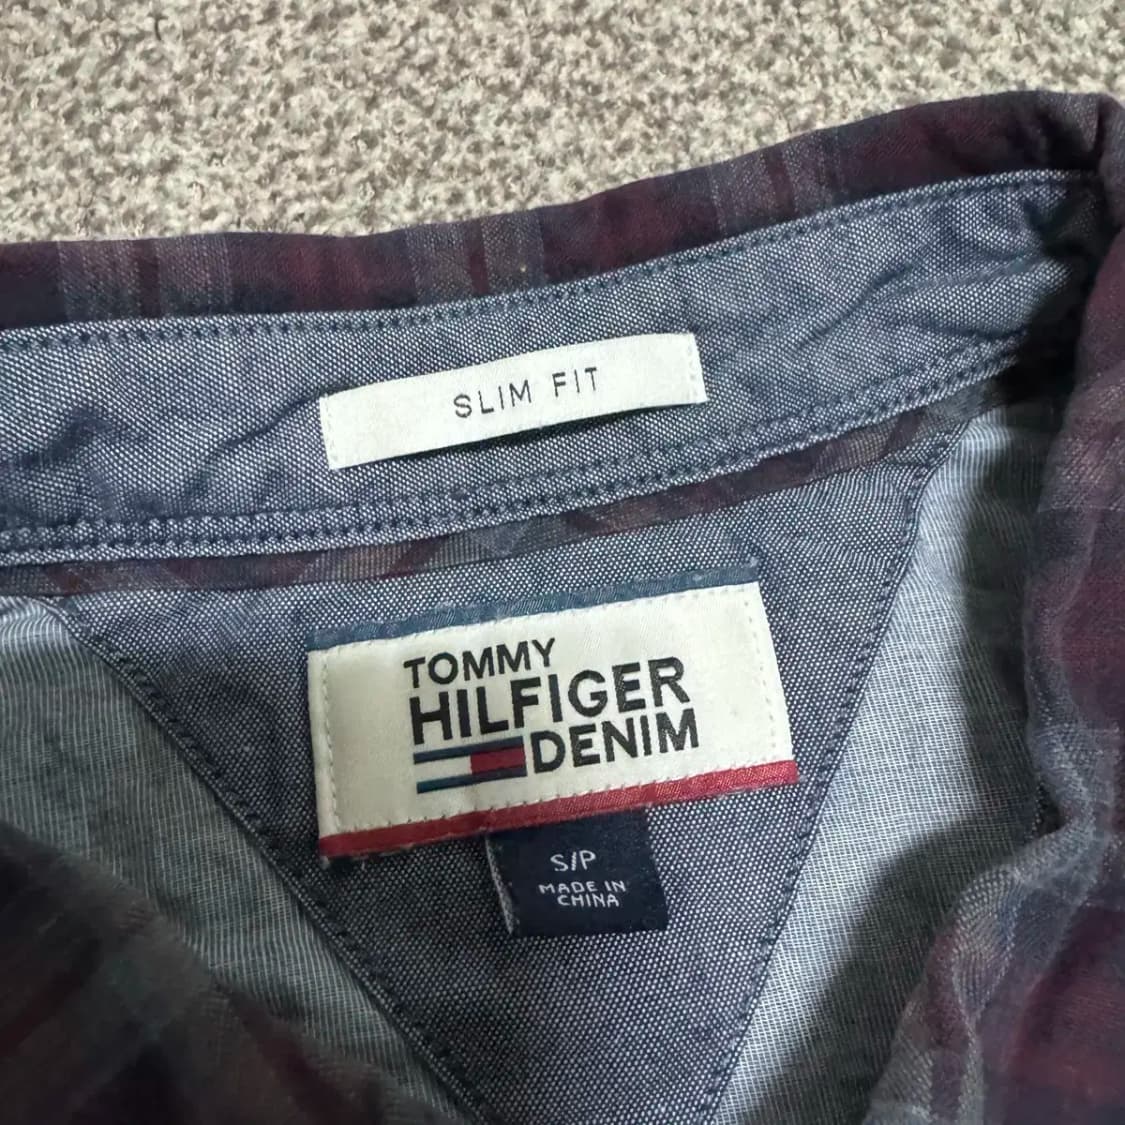 SLIM FIT
TOMMY
HILFIGER
DENIM
S/P
MADE IN
CHINA